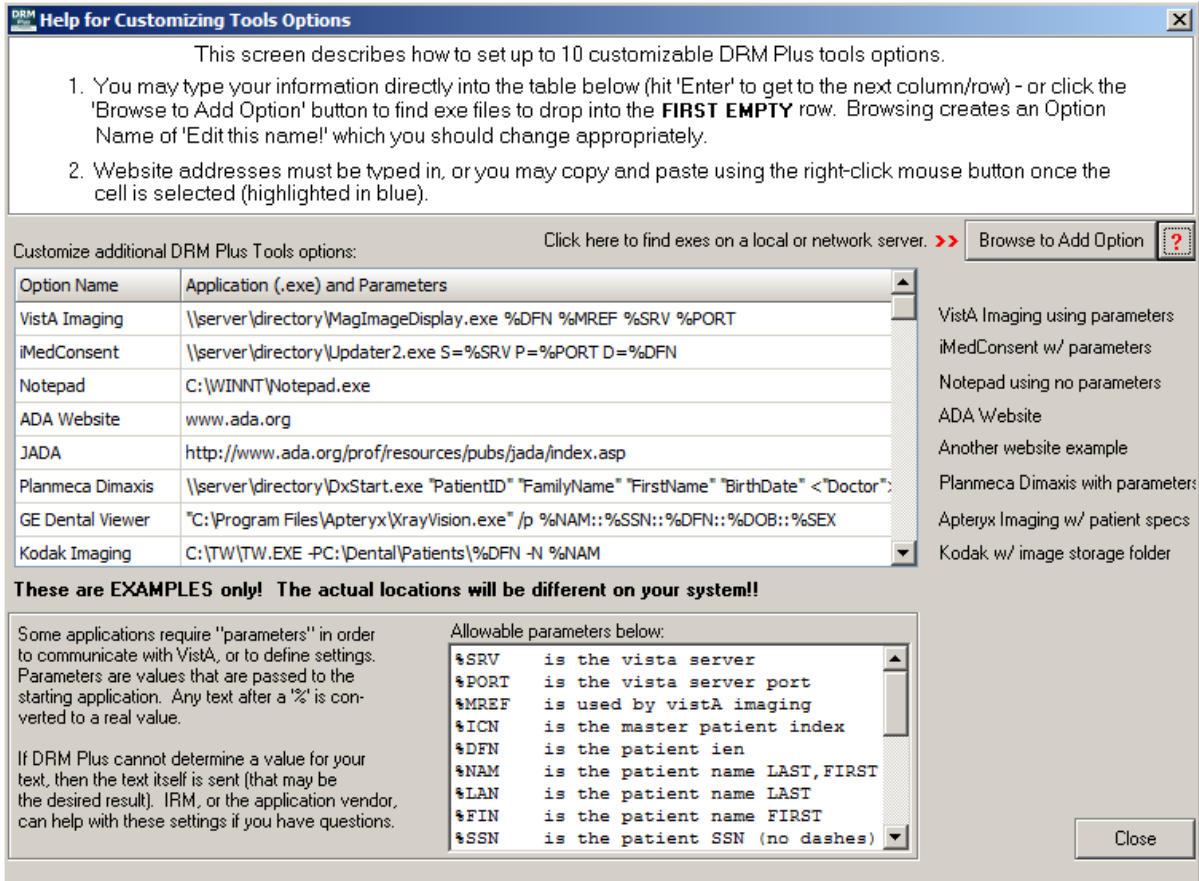 DRM Plus Help for Customizing Tools Options
This screen describes how to set up to 10 customizable DRM Plus tools options.
1. You may type your information directly into the table below (hit 'Enter' to get to the next column/row) - or click the
'Browse to Add Option' button to find exe files to drop into the FIRST EMPTY row. Browsing creates an Option
Name of 'Edit this name!' which you should change appropriately.
2. Website addresses must be typed in, or you may copy and paste using the right-click mouse button once the
cell is selected (highlighted in blue).
Customize additional DRM Plus Tools options:
Click here to find exes on a local or network server. >> Browse to Add Option ?
Option Name Application (.exe) and Parameters
VistA Imaging \\server\directory\MagImageDisplay.exe %DFN %MREF %SRV %PORT VistA Imaging using parameters
iMedConsent \\server\directory\Updater2.exe S=%SRV P=%PORT D=%DFN iMedConsent w/ parameters
Notepad C:\WINNT\Notepad.exe Notepad using no parameters
ADA Website www.ada.org ADA Website
JADA http://www.ada.org/prof/resources/pubs/jada/index.asp Another website example
Planmeca Dimaxis \\server\directory\DxStart.exe "PatientID" "FamilyName" "FirstName" "BirthDate" <"Doctor"> Planmeca Dimaxis with parameters
GE Dental Viewer "C:\Program Files\Apteryx\XrayVision.exe" /p %NAM::%SSN::%DFN::%DOB::%SEX Apteryx Imaging w/ patient specs
Kodak Imaging C:\TW\TW.EXE -PC:\Dental\Patients\%DFN -N %NAM Kodak w/ image storage folder
These are EXAMPLES only! The actual locations will be different on your system!!
Some applications require "parameters" in order
to communicate with VistA, or to define settings.
Parameters are values that are passed to the
starting application. Any text after a '%' is con-
verted to a real value.
If DRM Plus cannot determine a value for your
text, then the text itself is sent (that may be
the desired result). IRM, or the application vendor,
can help with these settings if you have questions.
Allowable parameters below:
%SRV is the vista server
%PORT is the vista server port
%MREF is used by vistA imaging
%ICN is the master patient index
%DFN is the patient ien
%NAM is the patient name LAST,FIRST
%LAN is the patient name LAST
%FIN is the patient name FIRST
%SSN is the patient SSN (no dashes)
Close